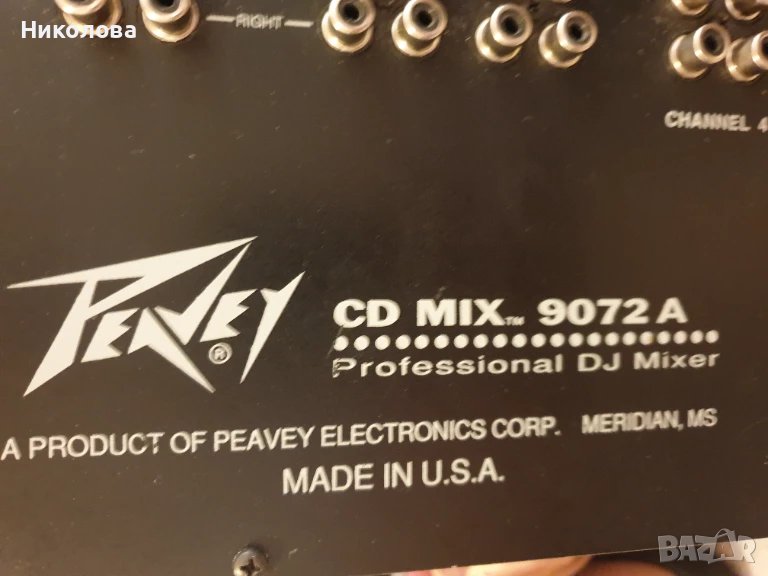 Николова
RIGHT
CHANNEL 4
PEAVEY®
CD MIX™ 9072 A
Professional DJ Mixer
A PRODUCT OF PEAVEY ELECTRONICS CORP. MERIDIAN, MS
MADE IN U.S.A.
BAZAR